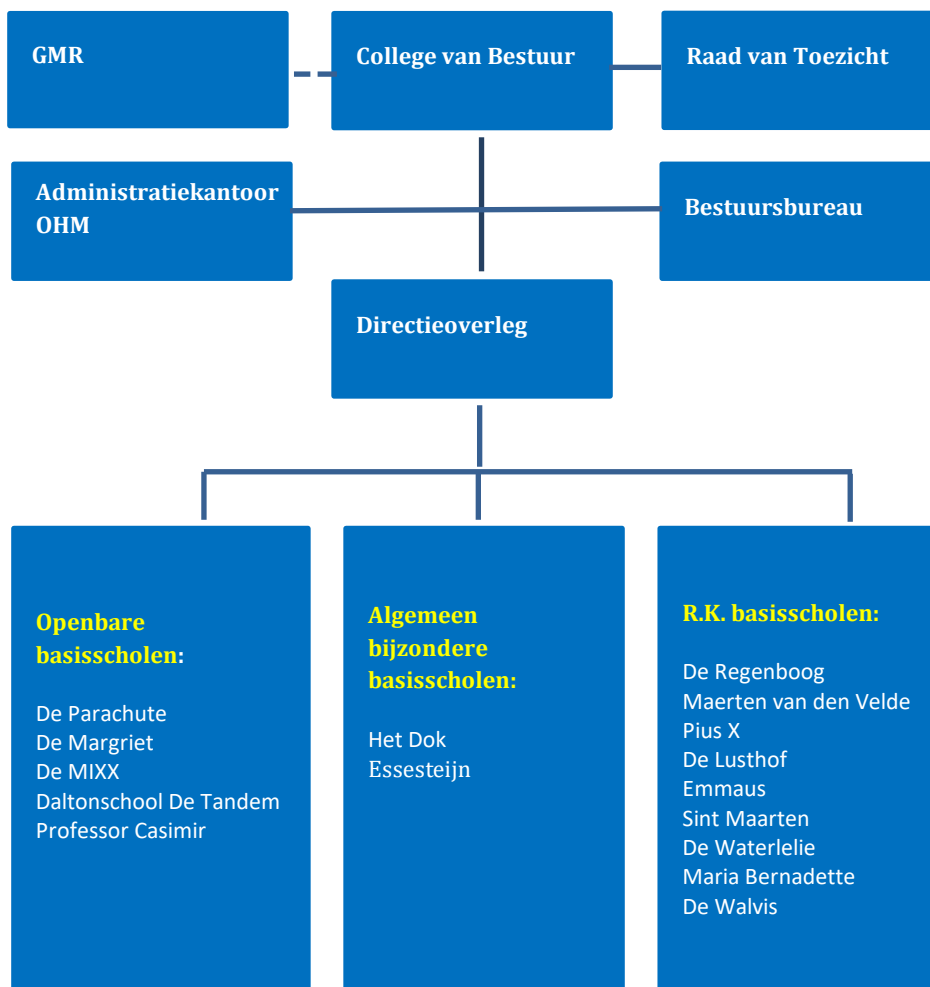 GMR
College van Bestuur
Raad van Toezicht
Administratiekantoor
OHM
Bestuursbureau
Directieoverleg
Openbare
basisscholen:
De Parachute
De Margriet
De MIXX
Daltonschool De Tandem
Professor Casimir
Algemeen
bijzondere
basisscholen:
Het Dok
Essesteijn
R.K. basisscholen:
De Regenboog
Maerten van den Velde
Pius X
De Lusthof
Emmaus
Sint Maarten
De Waterlelie
Maria Bernadette
De Walvis